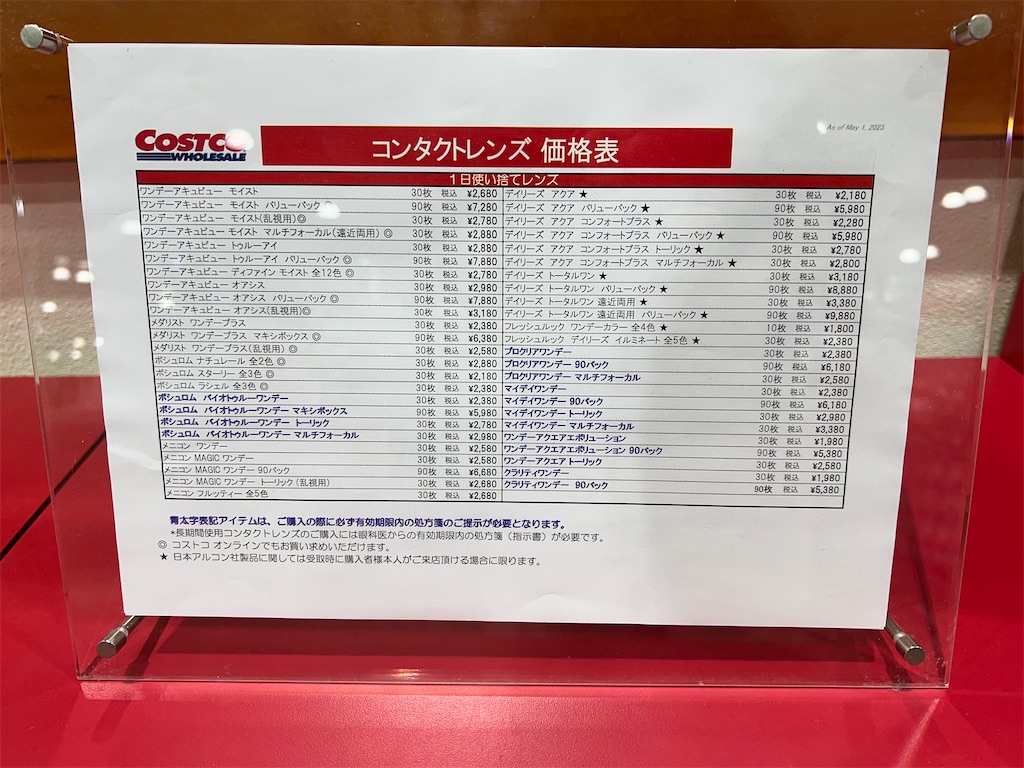 COSTCO WHOLESALE
コンタクトレンズ 価格表
As of May 1, 2023
1日使い捨てレンズ
ワンデーアキュビュー モイスト 30枚 税込 ¥2,680
ワンデーアキュビュー モイスト バリューパック ◎ 90枚 税込 ¥7,280
ワンデーアキュビュー モイスト(乱視用)◎ 30枚 税込 ¥2,780
ワンデーアキュビュー モイスト マルチフォーカル(遠近両用) ◎ 30枚 税込 ¥2,880
ワンデーアキュビュー トゥルーアイ 30枚 税込 ¥2,880
ワンデーアキュビュー トゥルーアイ バリューパック ◎ 90枚 税込 ¥7,880
ワンデーアキュビュー ディファイン モイスト 全12色 ◎ 30枚 税込 ¥2,780
ワンデーアキュビュー オアシス 30枚 税込 ¥2,980
ワンデーアキュビュー オアシス バリューパック ◎ 90枚 税込 ¥7,880
ワンデーアキュビュー オアシス(乱視用)◎ 30枚 税込 ¥3,180
メダリスト ワンデープラス 30枚 税込 ¥2,380
メダリスト ワンデープラス マキシボックス ◎ 90枚 税込 ¥6,380
メダリスト ワンデープラス(乱視用) ◎ 30枚 税込 ¥2,580
ボシュロム ナチュレール 全2色 ◎ 30枚 税込 ¥2,880
ボシュロム スターリー 全3色 ◎ 30枚 税込 ¥2,180
ボシュロム ラシェル 全3色 ◎ 30枚 税込 ¥2,380
ボシュロム バイオトゥルーワンデー 30枚 税込 ¥2,380
ボシュロム バイオトゥルーワンデー マキシボックス 90枚 税込 ¥5,980
ボシュロム バイオトゥルーワンデー トーリック 30枚 税込 ¥2,780
ボシュロム バイオトゥルーワンデー マルチフォーカル 30枚 税込 ¥2,980
メニコン ワンデー 30枚 税込 ¥2,580
メニコン MAGIC ワンデー 30枚 税込 ¥2,580
メニコン MAGIC ワンデー 90パック 90枚 税込 ¥6,680
メニコン MAGIC ワンデー トーリック(乱視用) 30枚 税込 ¥2,680
メニコン フルッティー 全5色 30枚 税込 ¥2,680
デイリーズ アクア ★ 30枚 税込 ¥2,180
デイリーズ アクア バリューパック ★ 90枚 税込 ¥5,980
デイリーズ アクア コンフォートプラス ★ 30枚 税込 ¥2,280
デイリーズ アクア コンフォートプラス バリューパック ★ 90枚 税込 ¥5,980
デイリーズ アクア コンフォートプラス トーリック ★ 30枚 税込 ¥2,780
デイリーズ アクア コンフォートプラス マルチフォーカル ★ 30枚 税込 ¥2,800
デイリーズ トータルワン ★ 30枚 税込 ¥3,180
デイリーズ トータルワン バリューパック ★ 90枚 税込 ¥8,880
デイリーズ トータルワン 遠近両用 ★ 30枚 税込 ¥3,380
デイリーズ トータルワン 遠近両用 バリューパック ★ 90枚 税込 ¥9,880
フレッシュルック ワンデーカラー 全4色 ★ 10枚 税込 ¥1,800
フレッシュルック デイリーズ イルミネート 全5色 ★ 30枚 税込 ¥2,380
プロクリアワンデー 30枚 税込 ¥2,380
プロクリアワンデー 90パック 90枚 税込 ¥6,180
プロクリアワンデー マルチフォーカル 30枚 税込 ¥2,580
マイデイワンデー 30枚 税込 ¥2,380
マイデイワンデー 90パック 90枚 税込 ¥6,180
マイデイワンデー トーリック 30枚 税込 ¥2,980
マイデイワンデー マルチフォーカル 30枚 税込 ¥3,380
ワンデーアクアエボリューション 30枚 税込 ¥1,980
ワンデーアクアエボリューション 90パック 90枚 税込 ¥5,380
ワンデーアクア トーリック 30枚 税込 ¥2,580
クラリティワンデー 30枚 税込 ¥1,980
クラリティワンデー 90パック 90枚 税込 ¥5,380
青太字表記アイテムは、ご購入の際に必ず有効期限内の処方箋のご提示が必要となります。
*長期間使用コンタクトレンズのご購入には眼科医からの有効期限内の処方箋(指示書)が必要です。
◎ コストコ オンラインでもお買い求めいただけます。
★ 日本アルコン社製品に関しては受取時に購入者様本人がご来店頂ける場合に限ります。